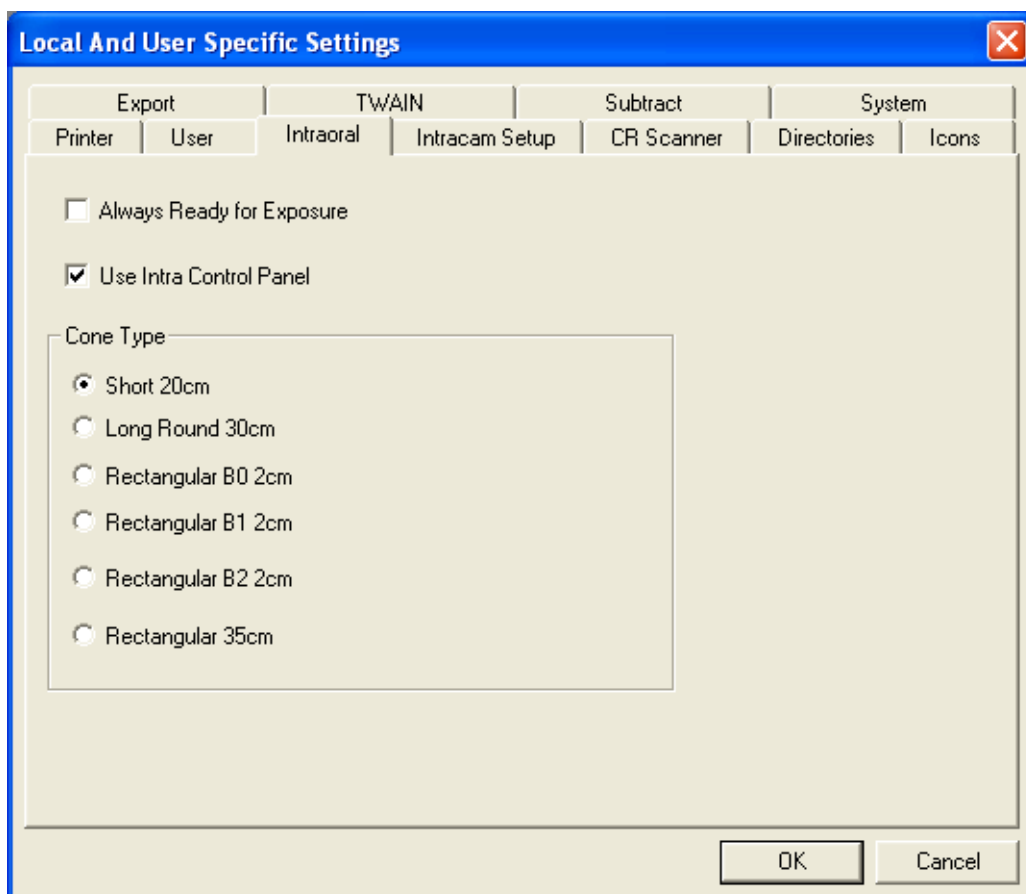 Local And User Specific Settings
Export TWAIN Subtract System
Printer User Intraoral Intracam Setup CR Scanner Directories Icons
Always Ready for Exposure
Use Intra Control Panel
Cone Type
Short 20cm
Long Round 30cm
Rectangular B0 2cm
Rectangular B1 2cm
Rectangular B2 2cm
Rectangular 35cm
OK Cancel